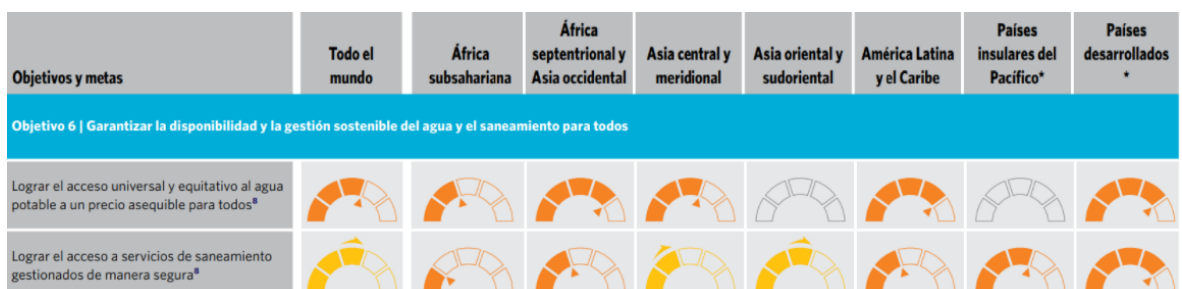 Objetivos y metas
Todo el
mundo
África
subsahariana
África
septentrional y
Asia occidental
Asia central y
meridional
Asia oriental y
sudoriental
América Latina
y el Caribe
Países
insulares del
Pacífico*
Países
desarrollados
*
Objetivo 6 | Garantizar la disponibilidad y la gestión sostenible del agua y el saneamiento para todos
Lograr el acceso universal y equitativo al agua
potable a un precio asequible para todos⁸
Lograr el acceso a servicios de saneamiento
gestionados de manera segura⁸